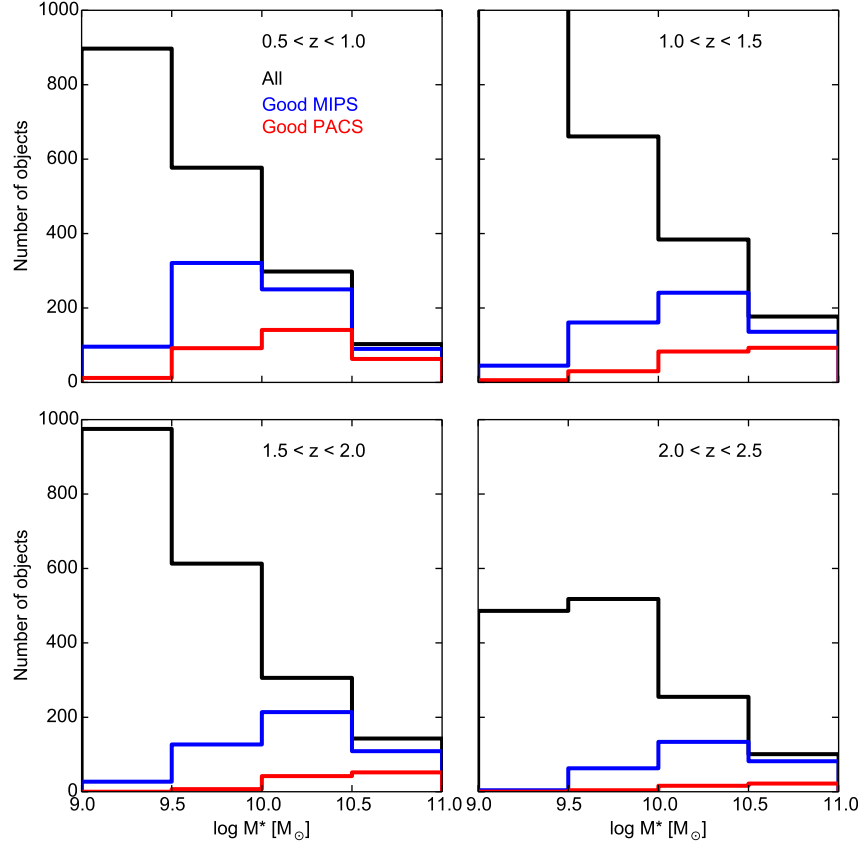 1000
800
600
400
200
0
Number of objects
0.5 < z < 1.0
All
Good MIPS
Good PACS
1.0 < z < 1.5
1000
800
600
400
200
0
Number of objects
1.5 < z < 2.0
2.0 < z < 2.5
9.0 9.5 10.0 10.5 11.0 9.0 9.5 10.0 10.5 11.0
log M* [M☉] log M* [M☉]